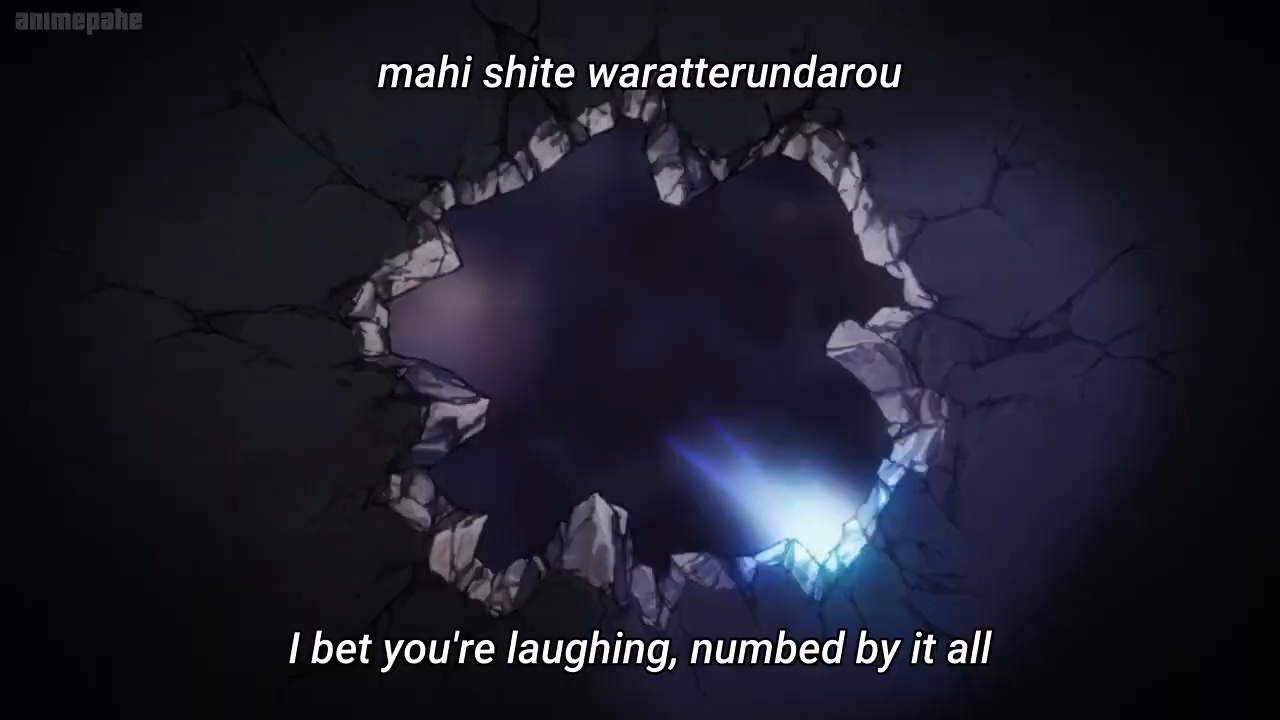 animepahe
mahi shite waratterundarou
I bet you're laughing, numbed by it all